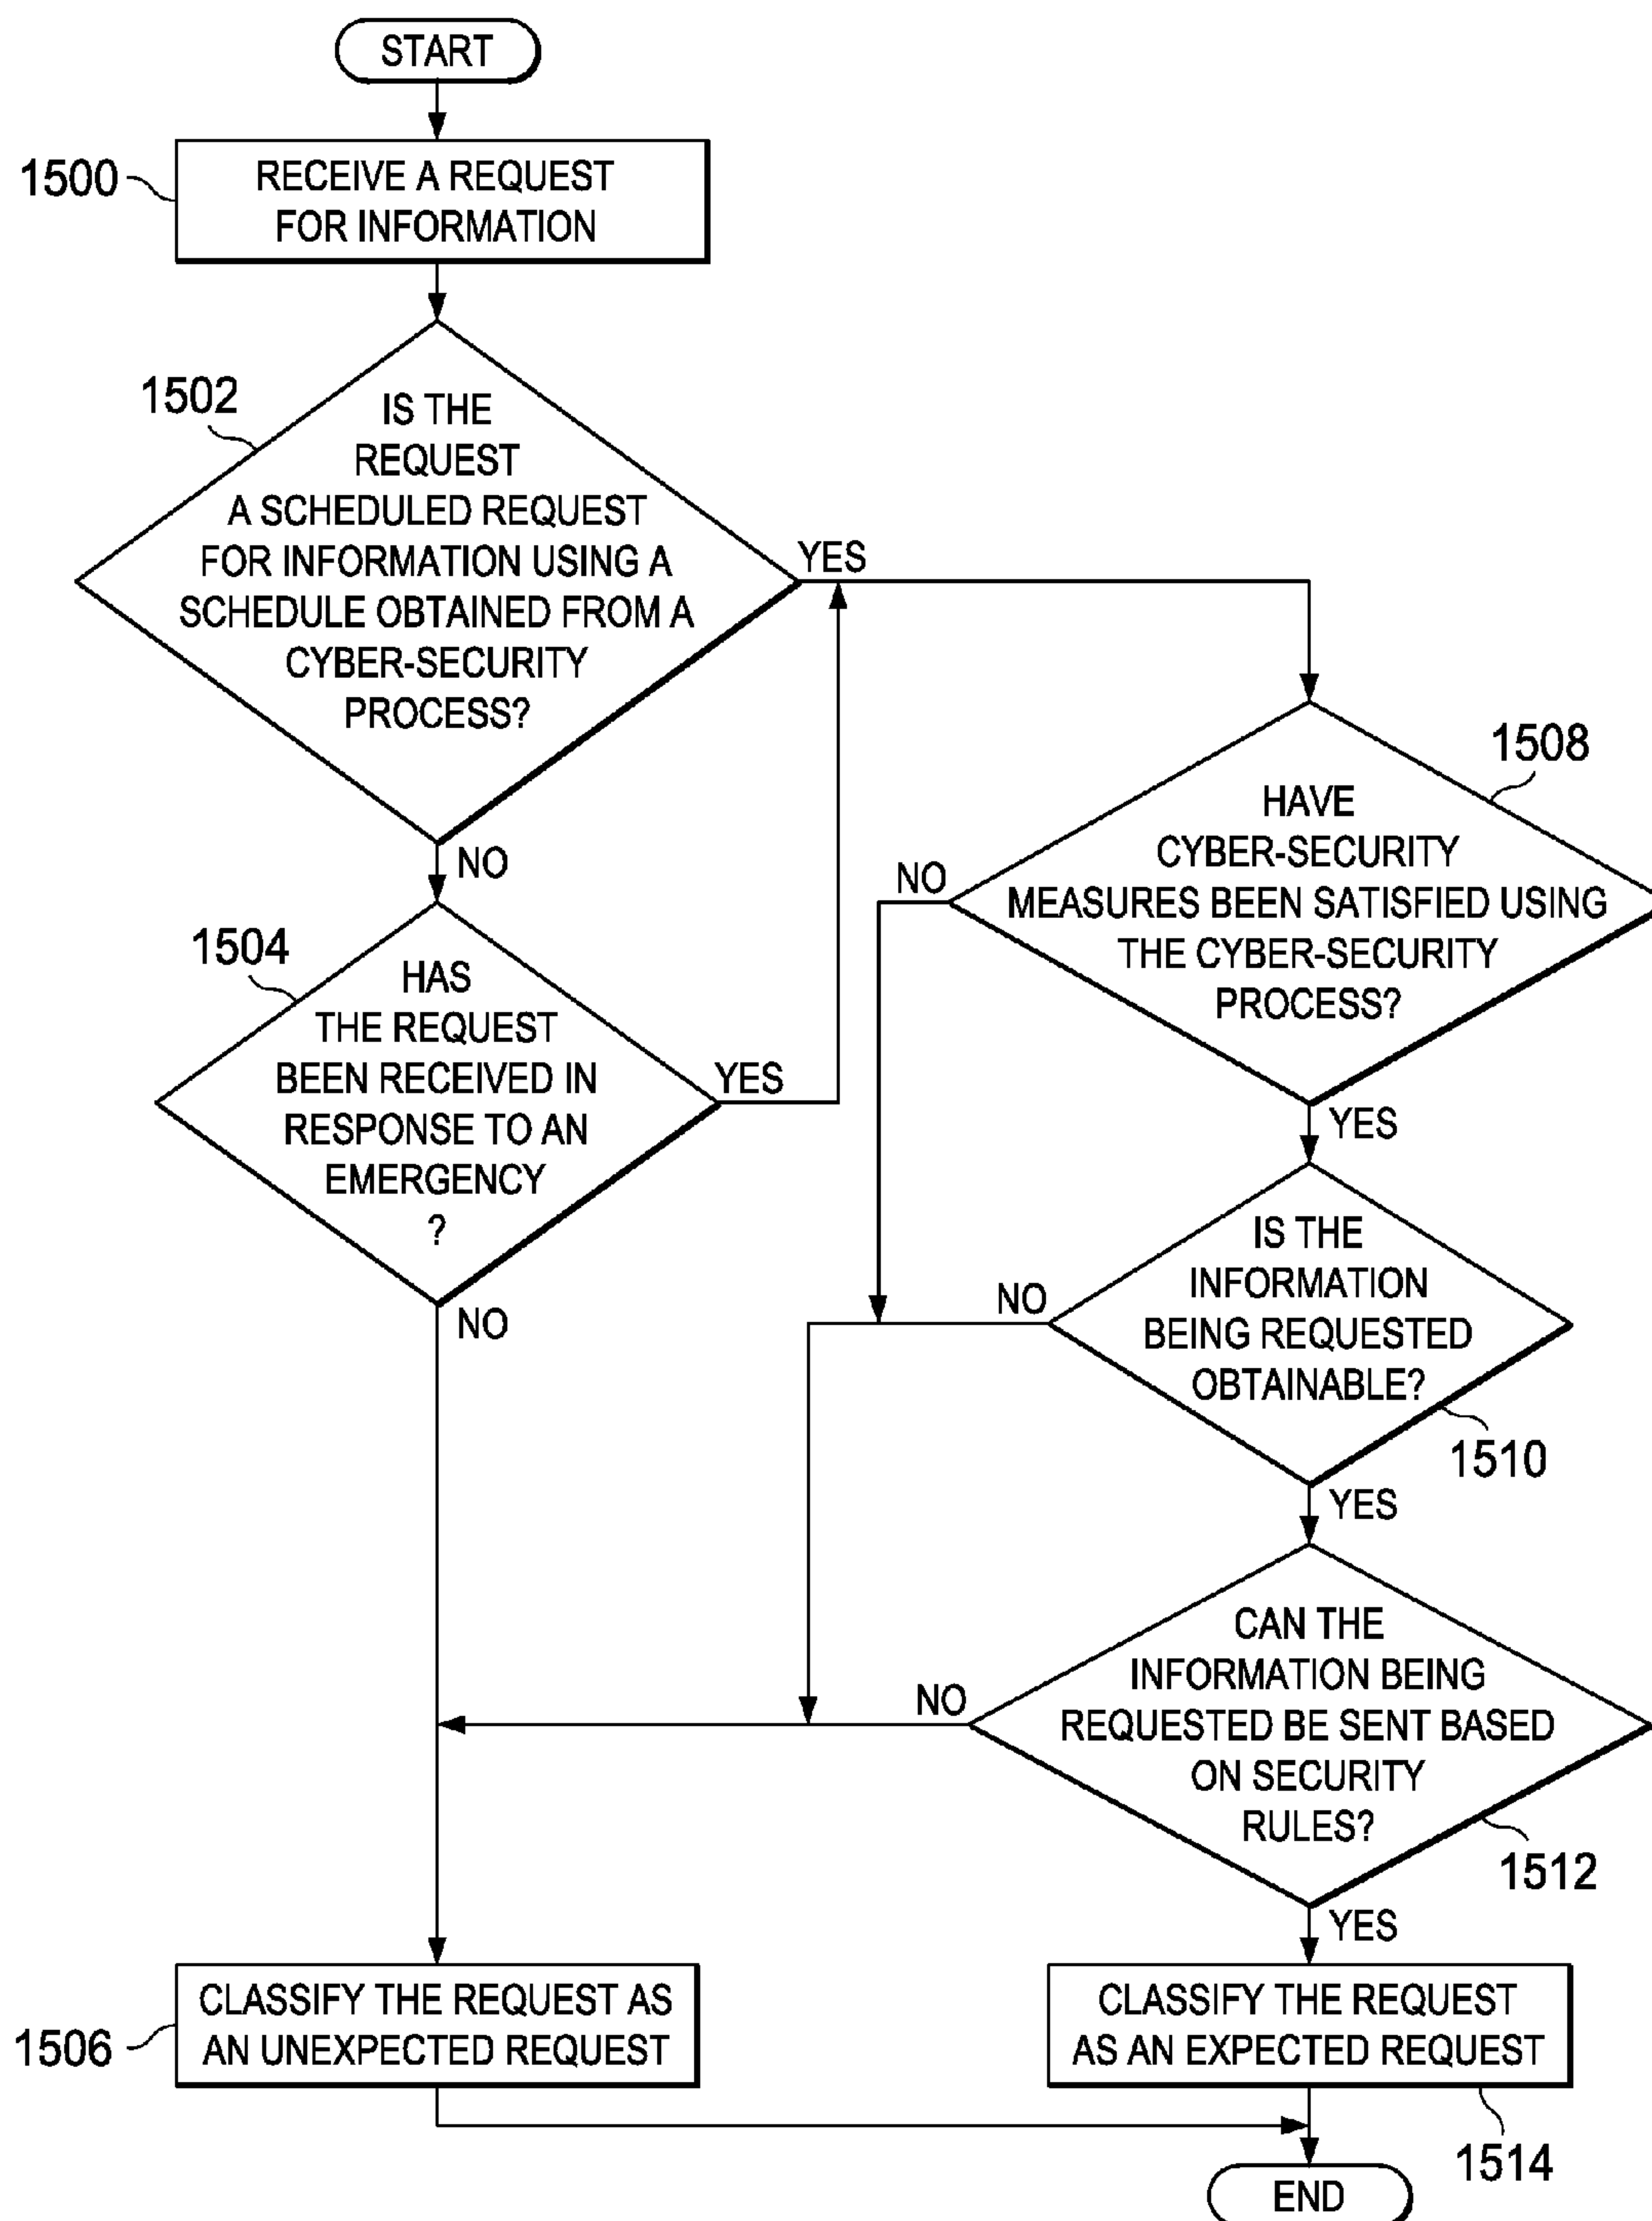 START
1500
RECEIVE A REQUEST
FOR INFORMATION
1502
IS THE
REQUEST
A SCHEDULED REQUEST
FOR INFORMATION USING A
SCHEDULE OBTAINED FROM A
CYBER-SECURITY
PROCESS?
YES
NO
1504
HAS
THE REQUEST
BEEN RECEIVED IN
RESPONSE TO AN
EMERGENCY
?
YES
NO
1508
HAVE
CYBER-SECURITY
MEASURES BEEN SATISFIED USING
THE CYBER-SECURITY
PROCESS?
NO
YES
IS THE
INFORMATION
BEING REQUESTED
OBTAINABLE?
1510
NO
YES
CAN THE
INFORMATION BEING
REQUESTED BE SENT BASED
ON SECURITY
RULES?
1512
NO
YES
1506
CLASSIFY THE REQUEST AS
AN UNEXPECTED REQUEST
CLASSIFY THE REQUEST
AS AN EXPECTED REQUEST
1514
END